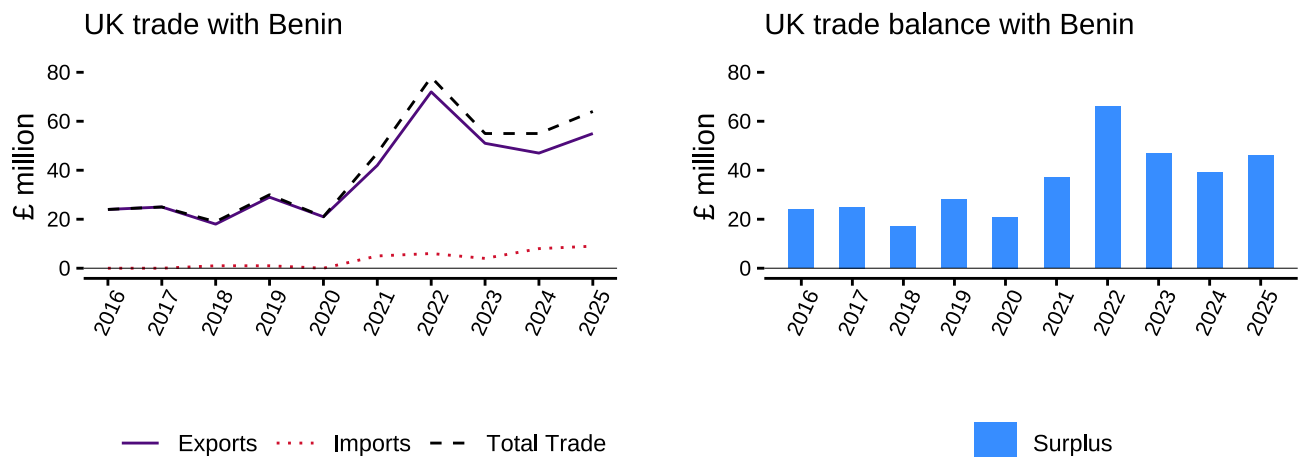 UK trade with Benin
£ million
80
60
40
20
0
2016 2017 2018 2019 2020 2021 2022 2023 2024 2025
Exports Imports Total Trade
UK trade balance with Benin
£ million
80
60
40
20
0
2016 2017 2018 2019 2020 2021 2022 2023 2024 2025
Surplus